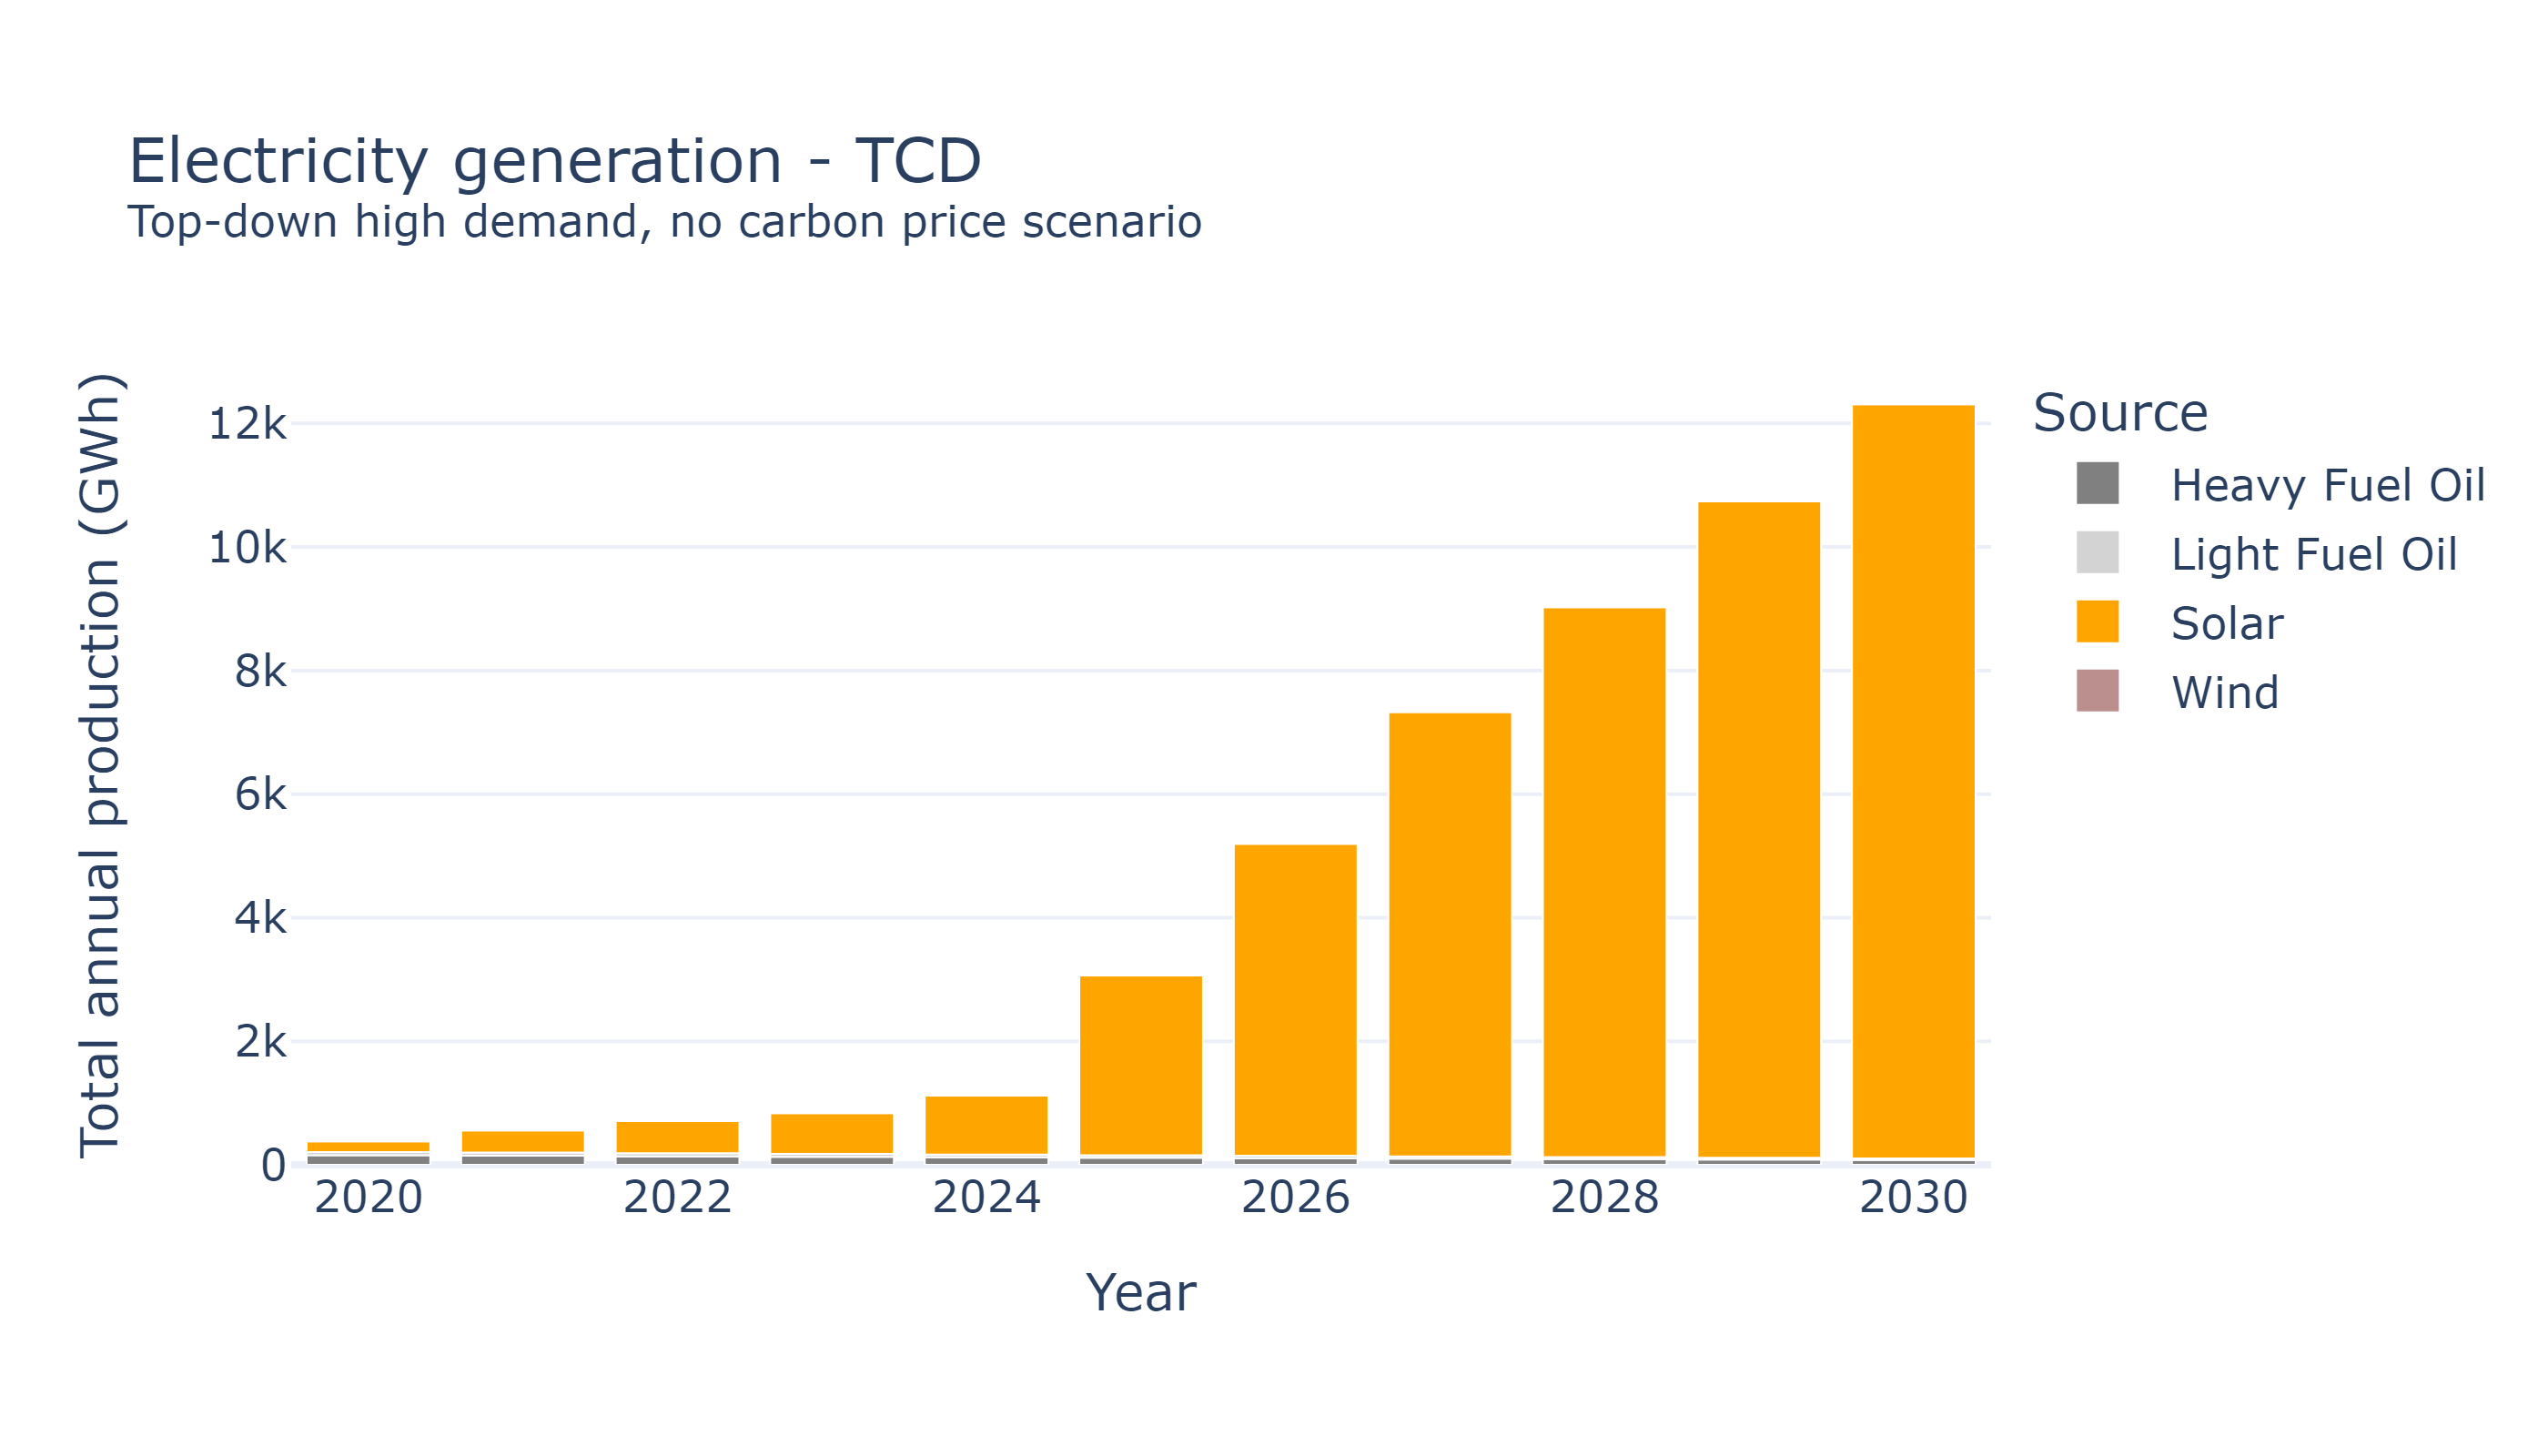 Electricity generation - TCD
Top-down high demand, no carbon price scenario
Total annual production (GWh)
12k
10k
8k
6k
4k
2k
0
2020
2022
2024
2026
2028
2030
Year
Source
Heavy Fuel Oil
Light Fuel Oil
Solar
Wind